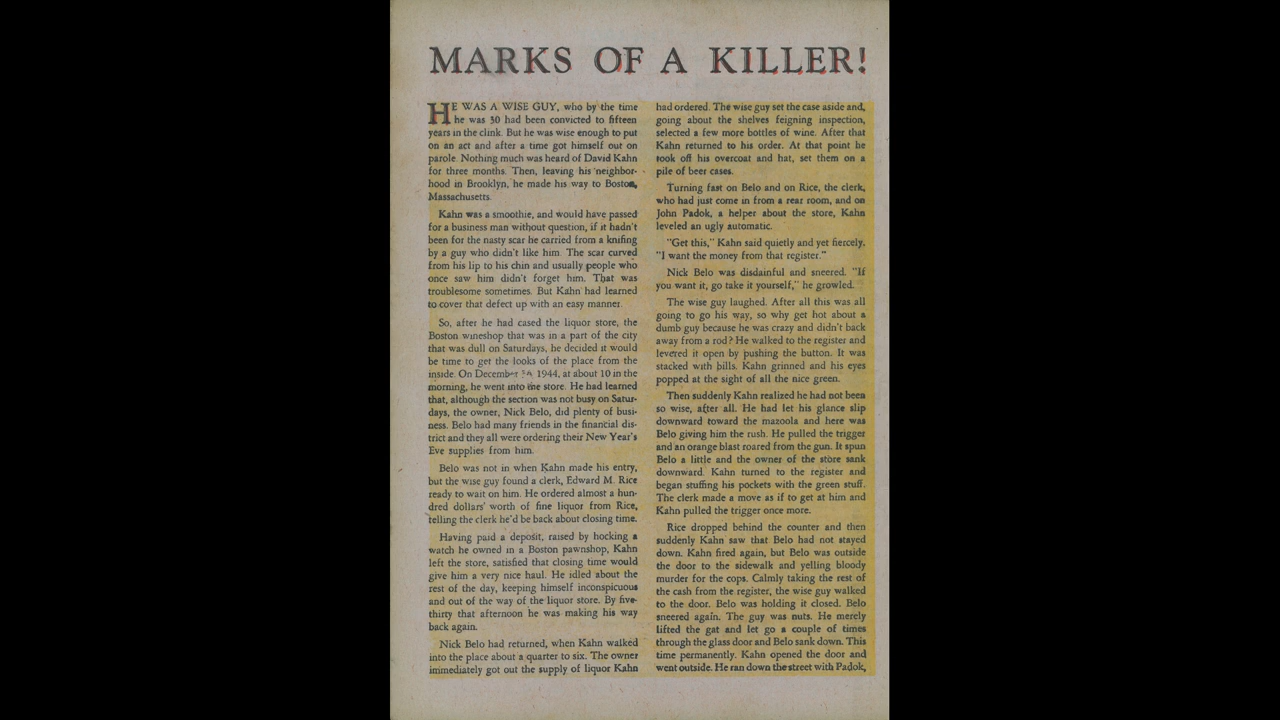 MARKS OF A KILLER!
HE WAS A WISE GUY, who by the time
he was 30 had been convicted to fifteen
years in the clink. But he was wise enough to put
on an act and after a time got himself out on
parole. Nothing much was heard of David Kahn
for three months. Then, leaving his neighbor-
hood in Brooklyn, he made his way to Boston,
Massachusetts.
Kahn was a smoothie, and would have passed
for a business man without question, if it hadn't
been for the nasty scar he carried from a knifing
by a guy who didn't like him. The scar curved
from his lip to his chin and usually people who
once saw him didn't forget him. That was
troublesome sometimes. But Kahn had learned
to cover that defect up with an easy manner.
So, after he had cased the liquor store, the
Boston wineshop that was in a part of the city
that was dull on Saturdays, he decided it would
be time to get the looks of the place from the
inside. On December 1944, at about 10 in the
morning, he went into the store. He had learned
that, although the section was not busy on Satur-
days, the owner, Nick Belo, did plenty of busi-
ness. Belo had many friends in the financial dis-
trict and they all were ordering their New Year's
Eve supplies from him.
Belo was not in when Kahn made his entry,
but the wise guy found a clerk, Edward M. Rice
ready to wait on him. He ordered almost a hun-
dred dollars' worth of fine liquor from Rice,
telling the clerk he'd be back about closing time.
Having paid a deposit, raised by hocking a
watch he owned in a Boston pawnshop, Kahn
left the store, satisfied that closing time would
give him a very nice haul. He idled about the
rest of the day, keeping himself inconspicuous
and out of the way of the liquor store. By five-
thirty that afternoon he was making his way
back again.
Nick Belo had returned, when Kahn walked
into the place about a quarter to six. The owner
immediately got out the supply of liquor Kahn
had ordered. The wise guy set the case aside and,
going about the shelves feigning inspection,
selected a few more bottles of wine. After that
Kahn returned to his order. At that point he
took off his overcoat and hat, set them on a
pile of beer cases.
Turning fast on Belo and on Rice, the clerk,
who had just come in from a rear room, and on
John Padok, a helper about the store, Kahn
leveled an ugly automatic.
"Get this," Kahn said quietly and yet fiercely.
"I want the money from that register."
Nick Belo was disdainful and sneered. "If
you want it, go take it yourself," he growled.
The wise guy laughed. After all this was all
going to go his way, so why get hot about a
dumb guy because he was crazy and didn't back
away from a rod? He walked to the register and
levered it open by pushing the button. It was
stacked with bills. Kahn grinned and his eyes
popped at the sight of all the nice green.
Then suddenly Kahn realized he had not been
so wise, after all. He had let his glance slip
downward toward the mazoola and here was
Belo giving him the rush. He pulled the trigger
and an orange blast roared from the gun. It spun
Belo a little and the owner of the store sank
downward. Kahn turned to the register and
began stuffing his pockets with the green stuff.
The clerk made a move as if to get at him and
Kahn pulled the trigger once more.
Rice dropped behind the counter and then
suddenly Kahn saw that Belo had not stayed
down. Kahn fired again, but Belo was outside
the door to the sidewalk and yelling bloody
murder for the cops. Calmly taking the rest of
the cash from the register, the wise guy walked
to the door. Belo was holding it closed. Belo
sneered again. The guy was nuts. He merely
lifted the gat and let go a couple of times
through the glass door and Belo sank down. This
time permanently. Kahn opened the door and
went outside. He ran down the street with Padok,